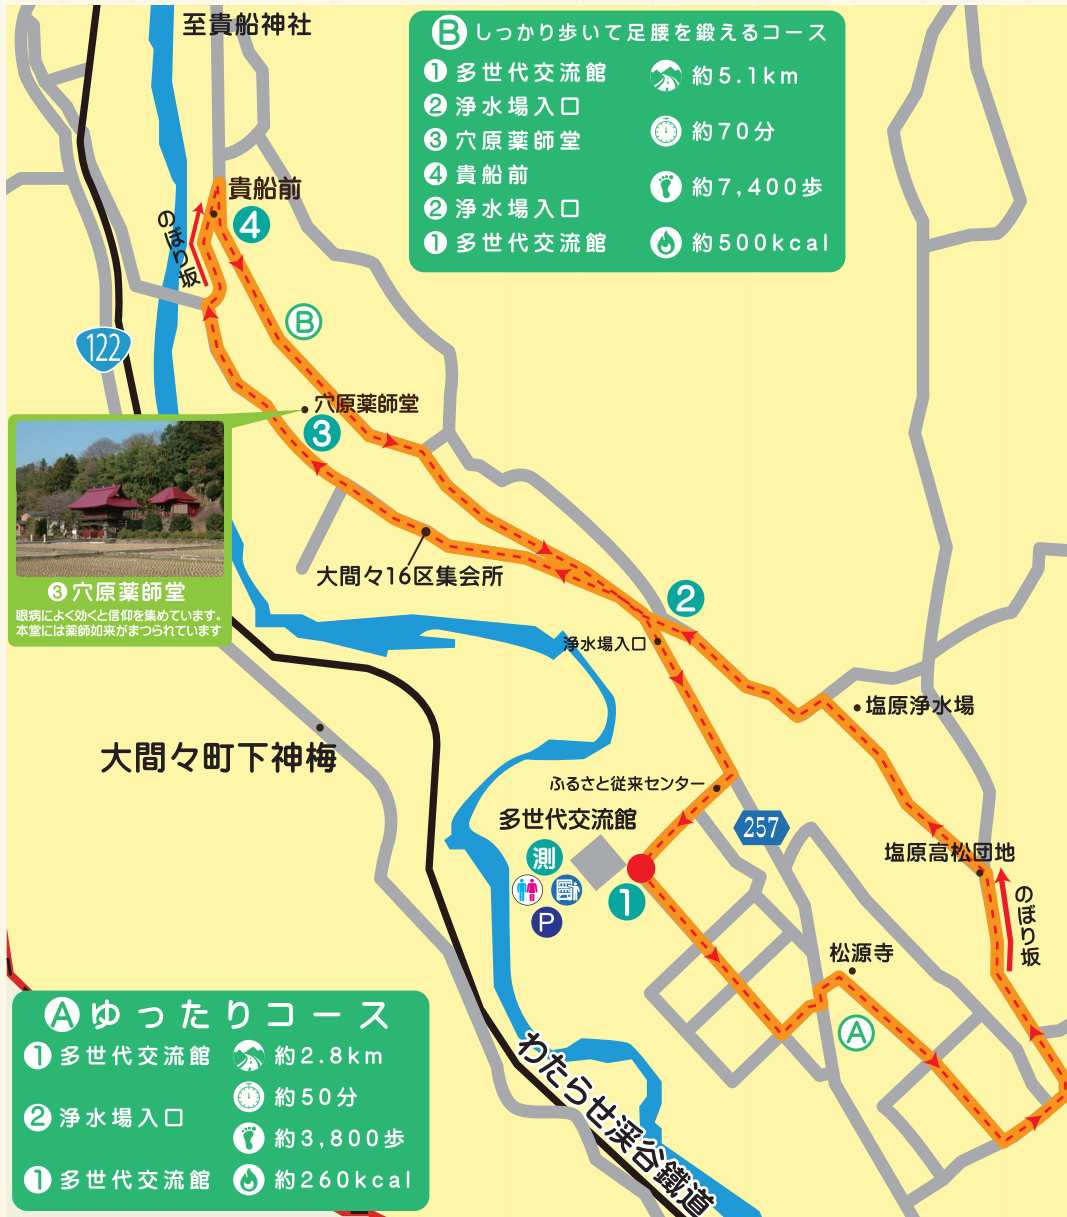 至貴船神社
B しっかり歩いて足腰を鍛えるコース
1 多世代交流館
2 浄水場入口
3 穴原薬師堂
4 貴船前
2 浄水場入口
1 多世代交流館
約5.1km
約70分
約7,400歩
約500kcal
貴船前
4
のぼり坂
B
122
穴原薬師堂
3
3 穴原薬師堂
眼病によく効くと信仰を集めています。
本堂には薬師如来がまつられています
大間々16区集会所
2
浄水場入口
塩原浄水場
大間々町下神梅
ふるさと従来センター
多世代交流館
257
測
P
1
塩原高松団地
のぼり坂
松源寺
A
わたらせ渓谷鐵道
A ゆったりコース
1 多世代交流館
2 浄水場入口
1 多世代交流館
約2.8km
約50分
約3,800歩
約260kcal